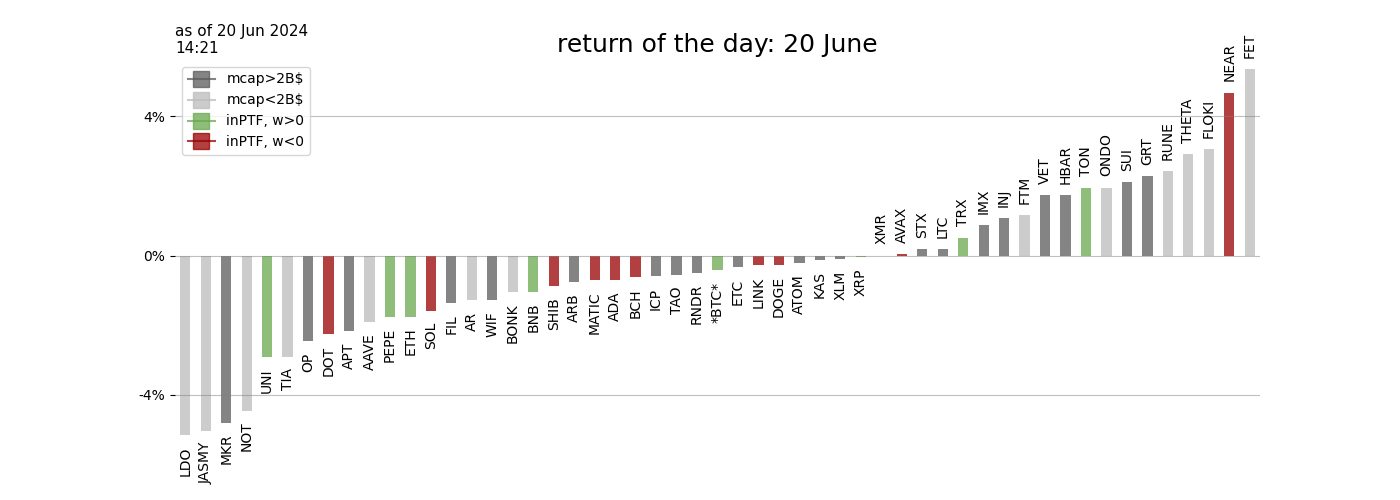 as of 20 Jun 2024
14:21
return of the day: 20 June
mcap>2B$
mcap<2B$
inPTF, w>0
inPTF, w<0
4%
0%
-4%
LDO
JASMY
MKR
NOT
UNI
TIA
OP
DOT
APT
AAVE
PEPE
ETH
SOL
FIL
AR
WIF
BONK
BNB
SHIB
ARB
MATIC
ADA
BCH
ICP
TAO
RNDR
*BTC*
ETC
LINK
DOGE
ATOM
KAS
XLM
XRP
XMR
AVAX
STX
LTC
TRX
IMX
INJ
FTM
VET
HBAR
TON
ONDO
SUI
GRT
RUNE
THETA
FLOKI
NEAR
FET